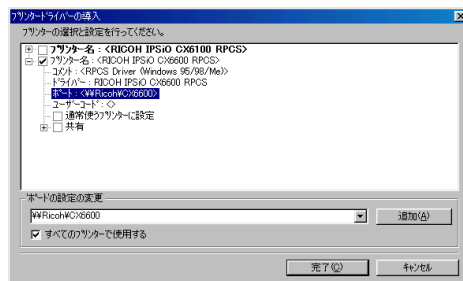 プリンタードライバーの導入
プリンターの選択と設定を行ってください。
プリンター名 : <RICOH IPSiO CX6100 RPCS>
プリンター名 : <RICOH IPSiO CX6600 RPCS>
コメント : <RPCS Driver (Windows 95/98/Me)>
ドライバー : RICOH IPSiO CX6600 RPCS
ポート : <¥¥Ricoh¥CX6600>
ユーザーコード : <>
通常使うプリンターに設定
共有
ポートの設定の変更
¥¥Ricoh¥CX6600
追加(A)
すべてのプリンターで使用する
完了(C)
キャンセル